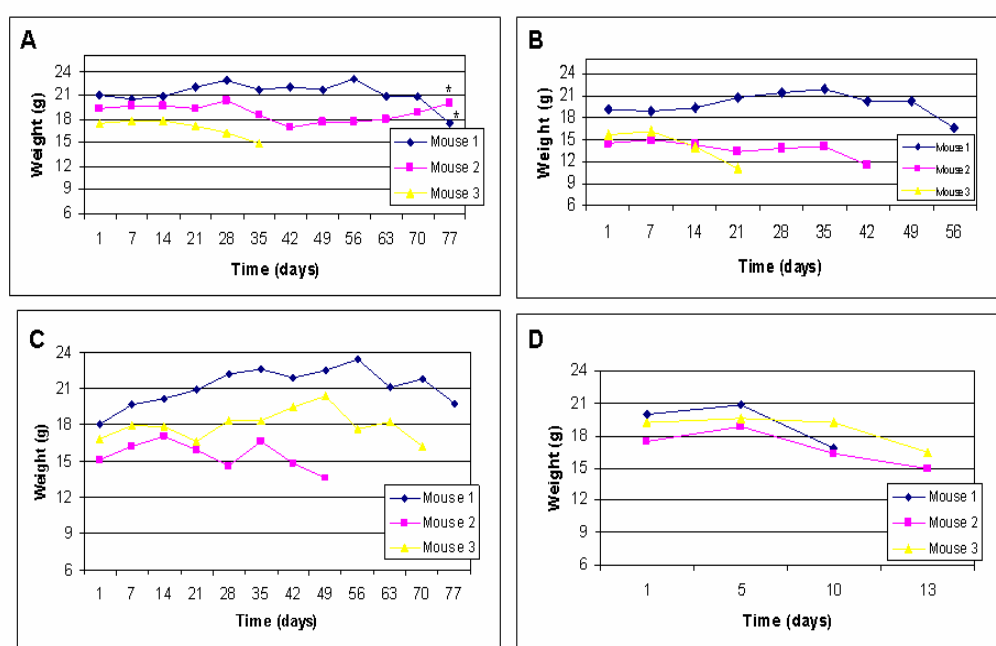 A
Weight (g)
24
21
18
15
12
9
6
*
*
Mouse 1
Mouse 2
Mouse 3
1 7 14 21 28 35 42 49 56 63 70 77
Time (days)
B
Weight (g)
24
21
18
15
12
9
6
Mouse 1
Mouse 2
Mouse 3
1 7 14 21 28 35 42 49 56
Time (days)
C
Weight (g)
24
21
18
15
12
9
6
Mouse 1
Mouse 2
Mouse 3
1 7 14 21 28 35 42 49 56 63 70 77
Time (days)
D
Weight (g)
24
21
18
15
12
9
6
Mouse 1
Mouse 2
Mouse 3
1 5 10 13
Time (days)